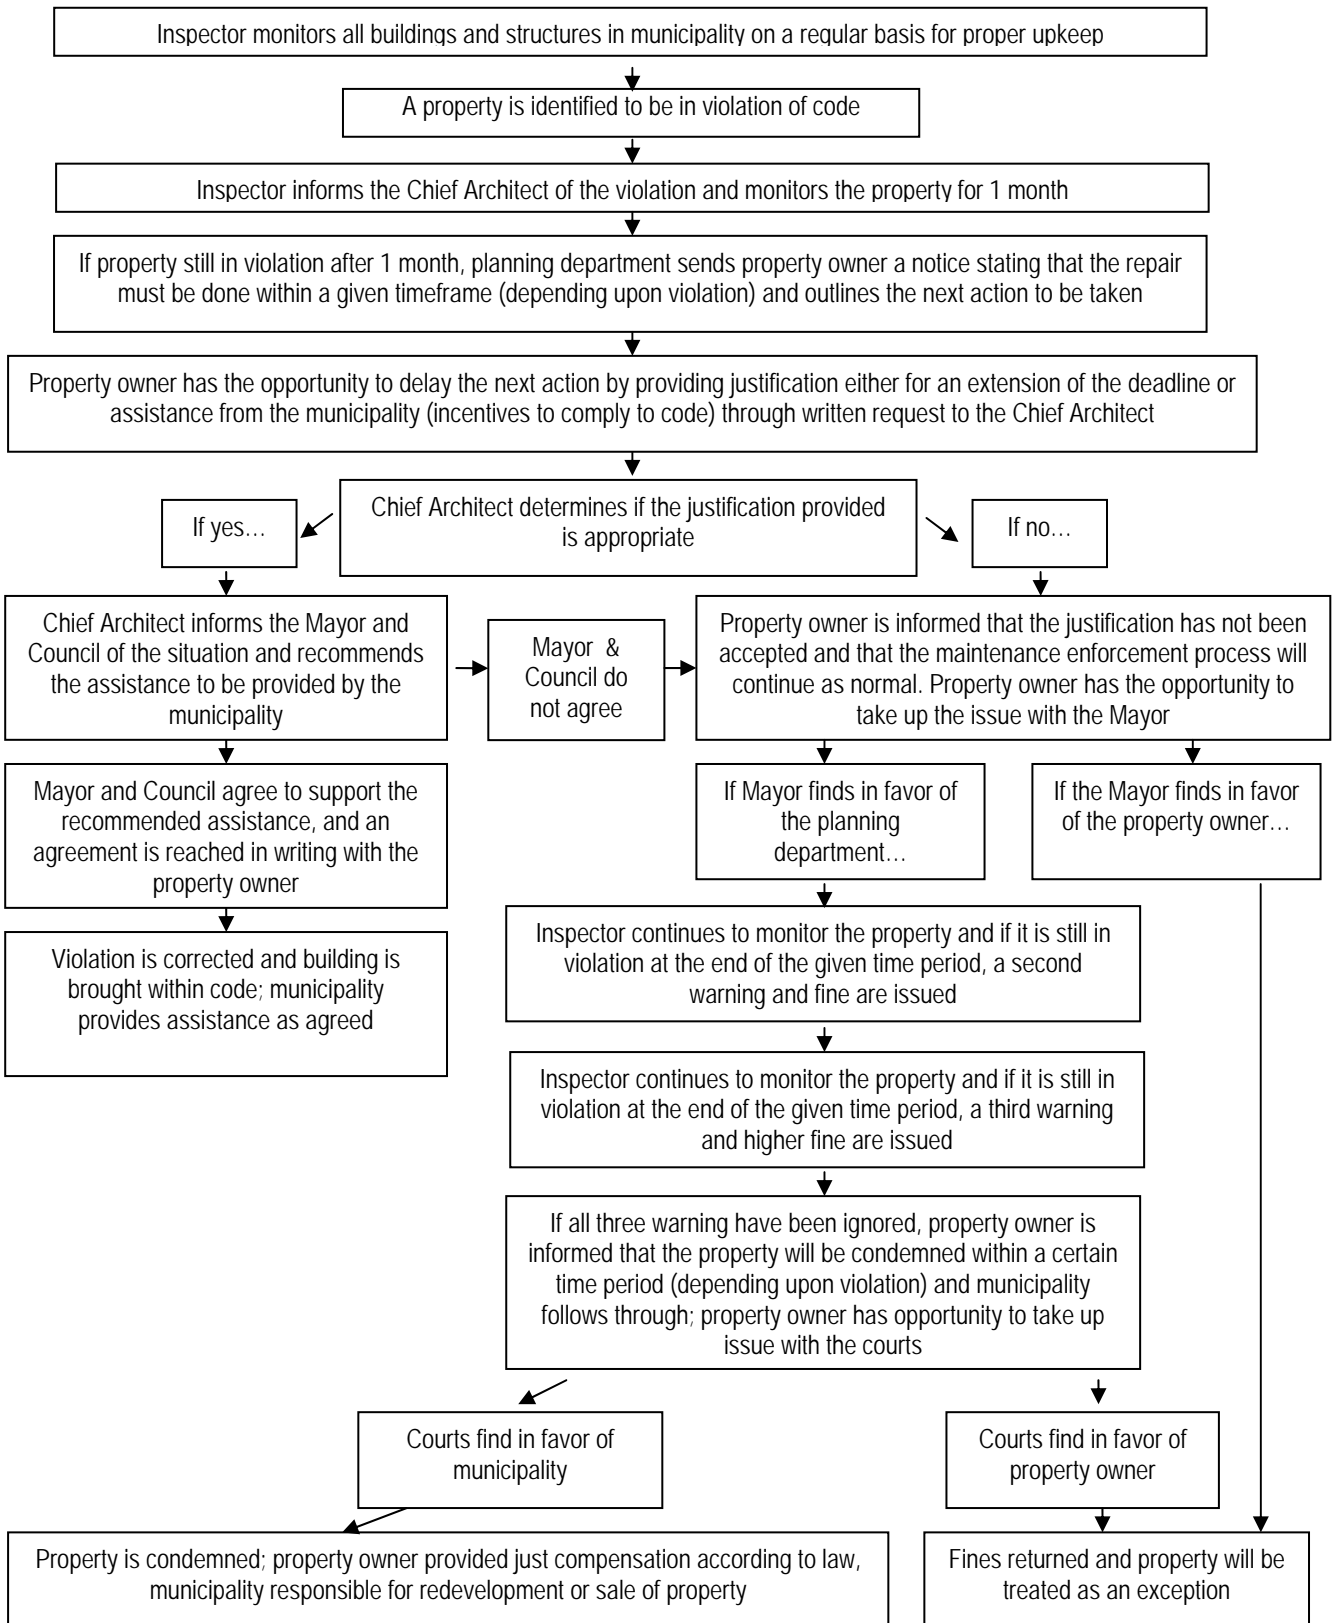 Inspector monitors all buildings and structures in municipality on a regular basis for proper upkeep
A property is identified to be in violation of code
Inspector informs the Chief Architect of the violation and monitors the property for 1 month
If property still in violation after 1 month, planning department sends property owner a notice stating that the repair
must be done within a given timeframe (depending upon violation) and outlines the next action to be taken
Property owner has the opportunity to delay the next action by providing justification either for an extension of the deadline or
assistance from the municipality (incentives to comply to code) through written request to the Chief Architect
Chief Architect determines if the justification provided
is appropriate
If yes…
If no…
Chief Architect informs the Mayor and
Council of the situation and recommends
the assistance to be provided by the
municipality
Mayor &
Council do
not agree
Property owner is informed that the justification has not been
accepted and that the maintenance enforcement process will
continue as normal. Property owner has the opportunity to
take up the issue with the Mayor
Mayor and Council agree to support the
recommended assistance, and an
agreement is reached in writing with the
property owner
If Mayor finds in favor of
the planning
department…
If the Mayor finds in favor
of the property owner…
Violation is corrected and building is
brought within code; municipality
provides assistance as agreed
Inspector continues to monitor the property and if it is still in
violation at the end of the given time period, a second
warning and fine are issued
Inspector continues to monitor the property and if it is still in
violation at the end of the given time period, a third warning
and higher fine are issued
If all three warning have been ignored, property owner is
informed that the property will be condemned within a certain
time period (depending upon violation) and municipality
follows through; property owner has opportunity to take up
issue with the courts
Courts find in favor of
municipality
Courts find in favor of
property owner
Property is condemned; property owner provided just compensation according to law,
municipality responsible for redevelopment or sale of property
Fines returned and property will be
treated as an exception